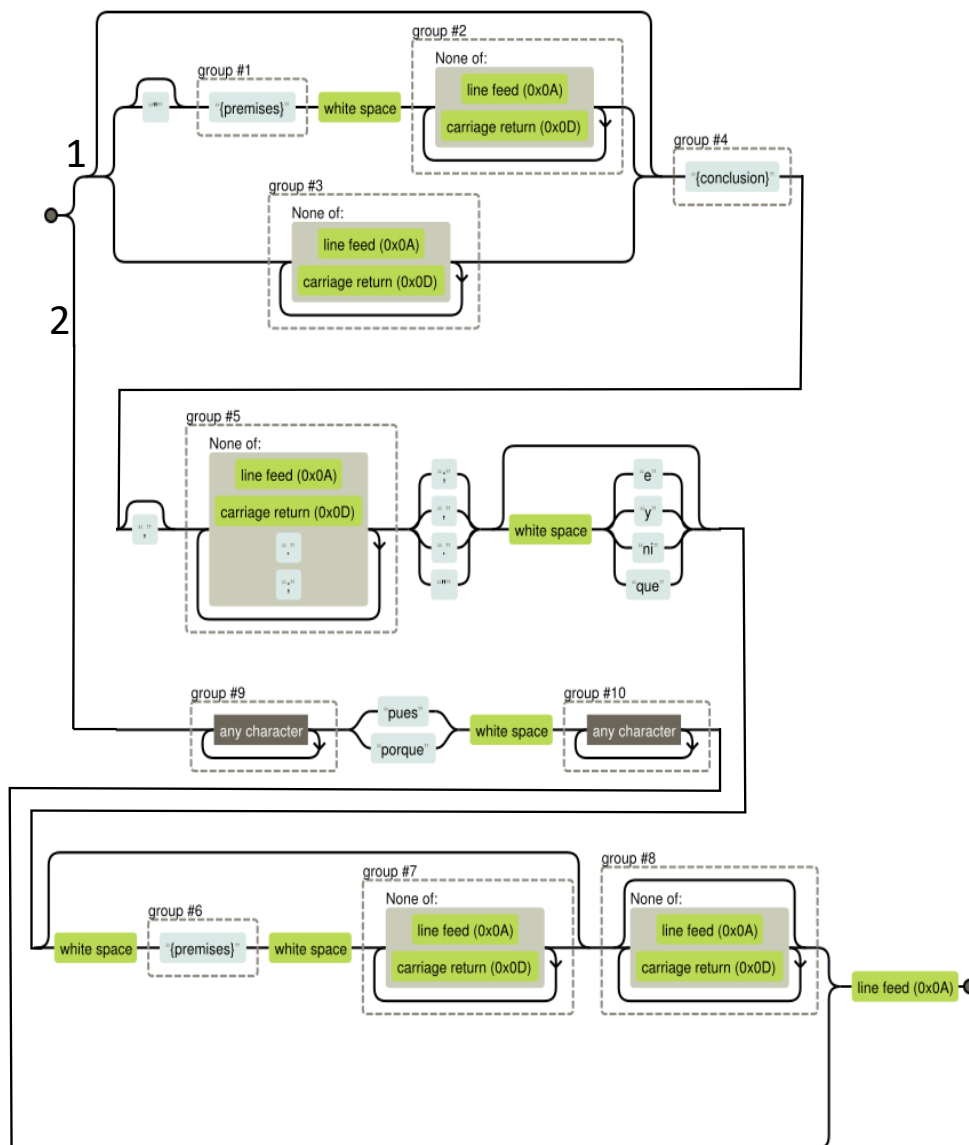 group #2
None of:
group #1
line feed (0x0A)
“"” “{premises}” white space
carriage return (0x0D)
1
group #4
“{conclusion}”
group #3
None of:
line feed (0x0A)
carriage return (0x0D)
2
group #5
None of:
line feed (0x0A)
carriage return (0x0D)
“.”
“;”
“,”
“;”
“,”
“.”
“"”
white space
“e”
“y”
“ni”
“que”
group #9
any character
“pues”
“porque”
white space
group #10
any character
group #7
None of:
line feed (0x0A)
carriage return (0x0D)
group #8
None of:
line feed (0x0A)
carriage return (0x0D)
group #6
white space “{premises}” white space
line feed (0x0A)